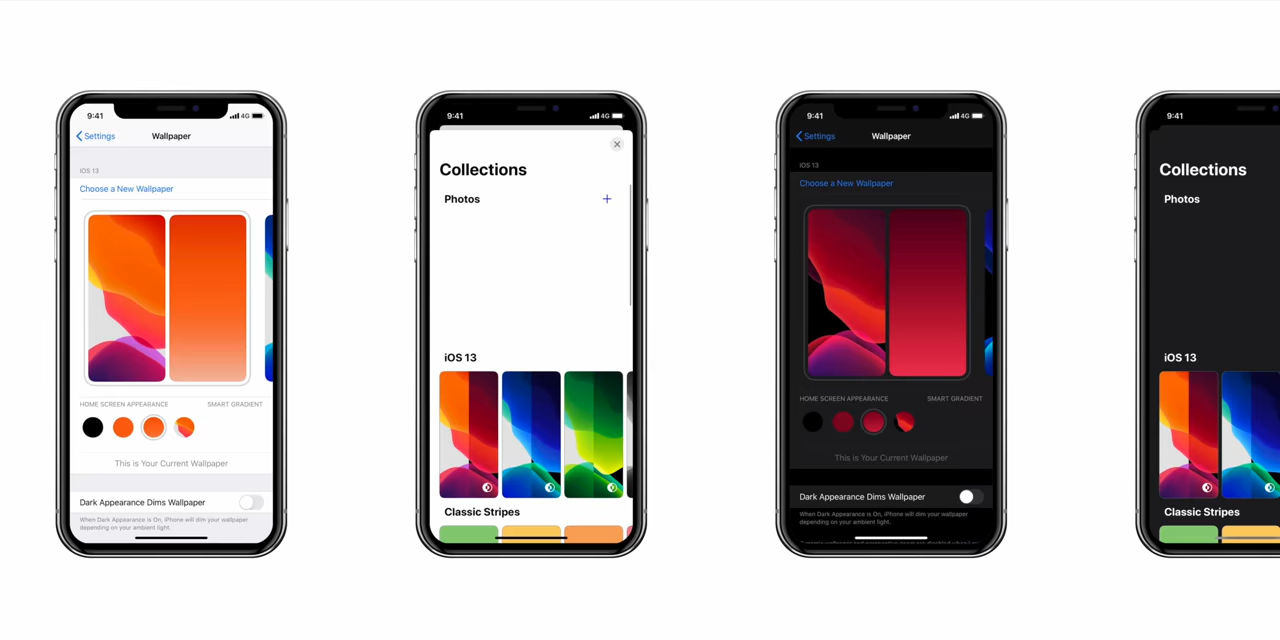 9:41
4G
Settings
Wallpaper
IOS 13
Choose a New Wallpaper
HOME SCREEN APPEARANCE
SMART GRADIENT
This is Your Current Wallpaper
Dark Appearance Dims Wallpaper
When Dark Appearance is On, iPhone will dim your wallpaper
depending on your ambient light.
9:41
4G
Collections
Photos
iOS 13
Classic Stripes
9:41
4G
Settings
Wallpaper
IOS 13
Choose a New Wallpaper
HOME SCREEN APPEARANCE
SMART GRADIENT
This is Your Current Wallpaper
Dark Appearance Dims Wallpaper
When Dark Appearance is On, iPhone will dim your wallpaper
depending on your ambient light.
9:41
Collections
Photos
iOS 13
Classic Stripes